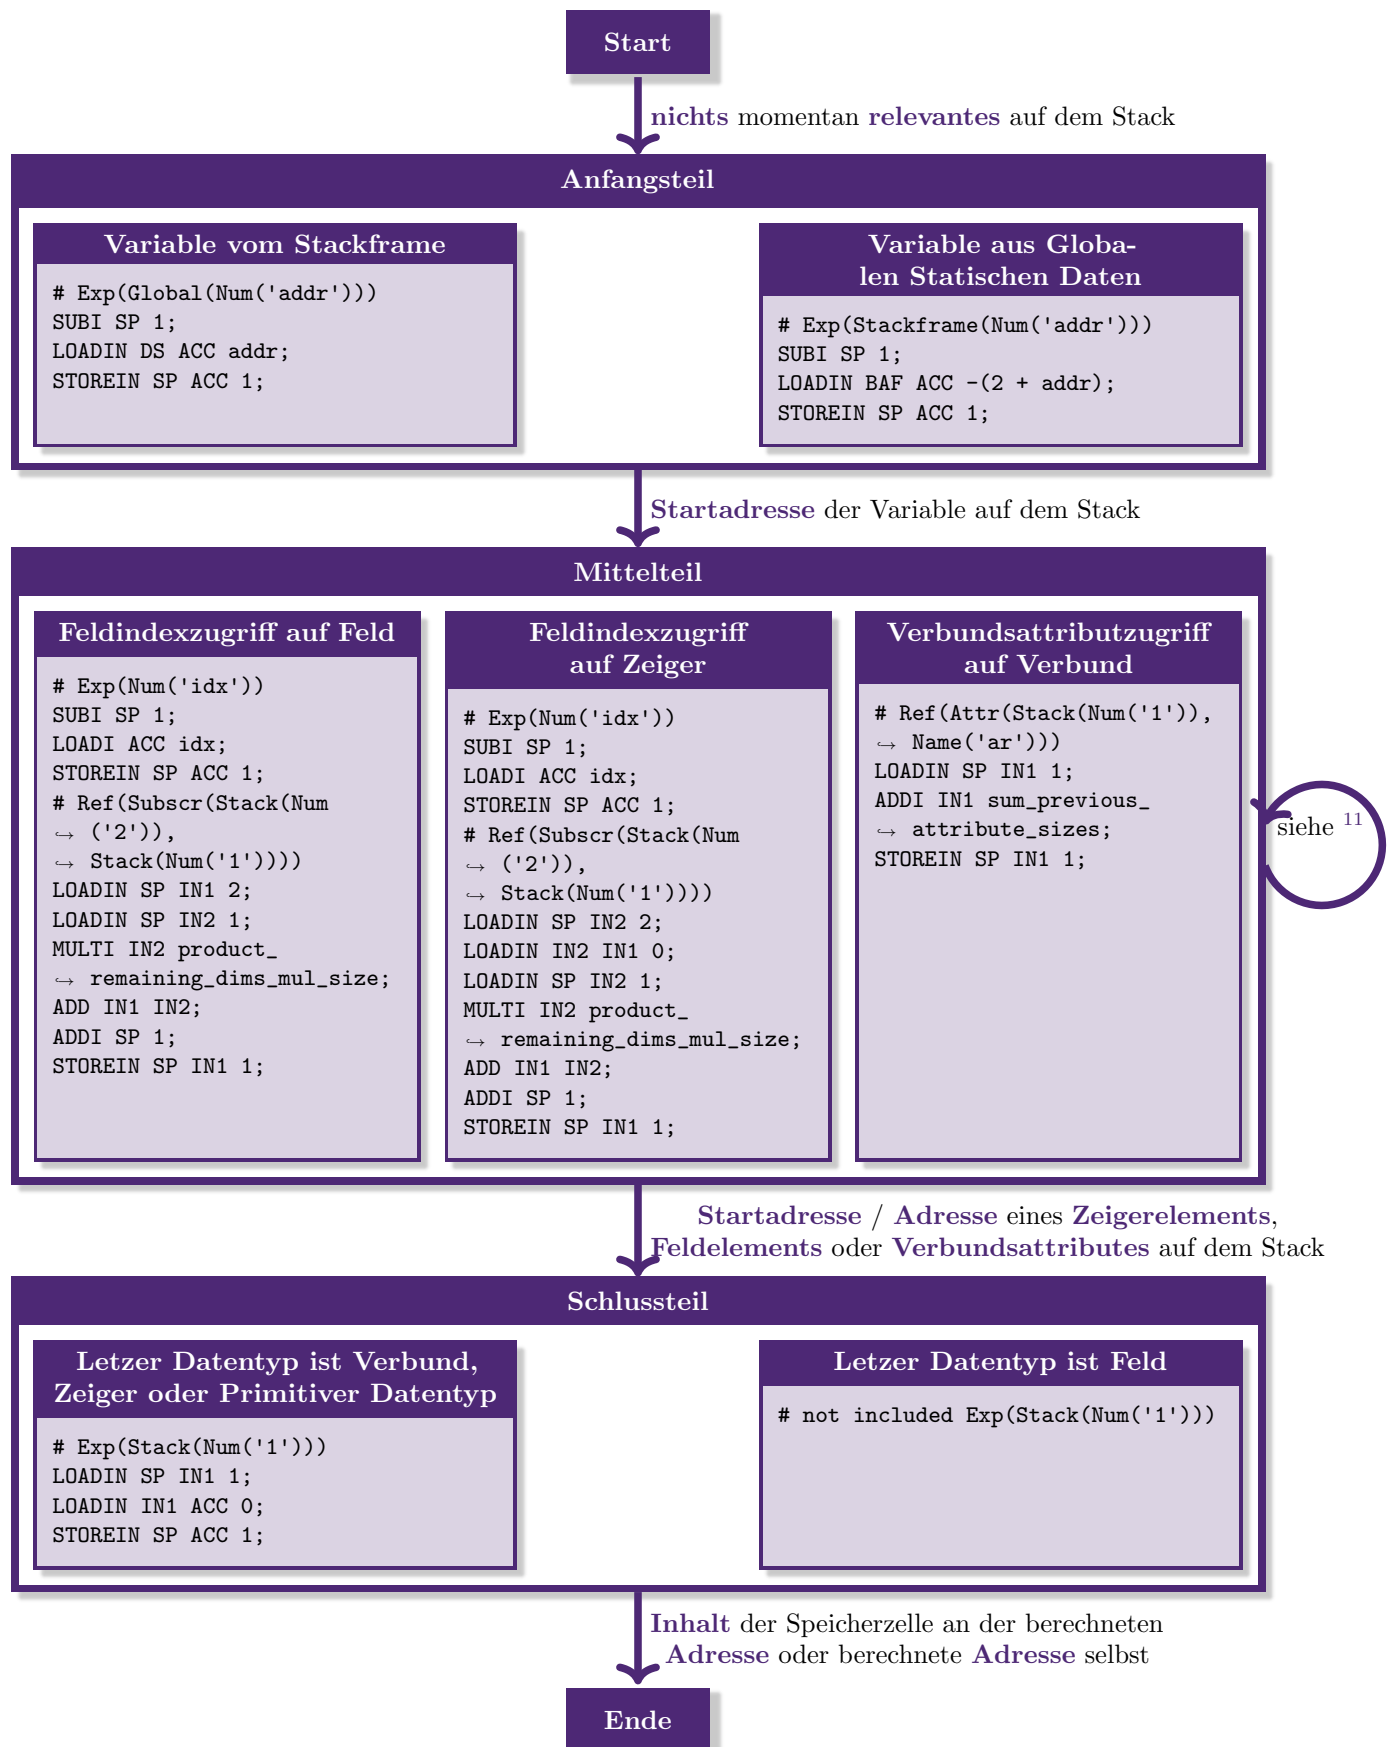 Start
nichts momentan relevantes auf dem Stack
Anfangsteil
Variable vom Stackframe
# Exp(Global(Num('addr')))
SUBI SP 1;
LOADIN DS ACC addr;
STOREIN SP ACC 1;
Variable aus Globa-
len Statischen Daten
# Exp(Stackframe(Num('addr')))
SUBI SP 1;
LOADIN BAF ACC -(2 + addr);
STOREIN SP ACC 1;
Startadresse der Variable auf dem Stack
Mittelteil
Feldindexzugriff auf Feld
# Exp(Num('idx'))
SUBI SP 1;
LOADI ACC idx;
STOREIN SP ACC 1;
# Ref(Subscr(Stack(Num
↪ ('2')),
↪ Stack(Num('1'))))
LOADIN SP IN1 2;
LOADIN SP IN2 1;
MULTI IN2 product_
↪ remaining_dims_mul_size;
ADD IN1 IN2;
ADDI SP 1;
STOREIN SP IN1 1;
Feldindexzugriff
auf Zeiger
# Exp(Num('idx'))
SUBI SP 1;
LOADI ACC idx;
STOREIN SP ACC 1;
# Ref(Subscr(Stack(Num
↪ ('2')),
↪ Stack(Num('1'))))
LOADIN SP IN2 2;
LOADIN IN2 IN1 0;
LOADIN SP IN2 1;
MULTI IN2 product_
↪ remaining_dims_mul_size;
ADD IN1 IN2;
ADDI SP 1;
STOREIN SP IN1 1;
Verbundsattributzugriff
auf Verbund
# Ref(Attr(Stack(Num('1')),
↪ Name('ar')))
LOADIN SP IN1 1;
ADDI IN1 sum_previous_
↪ attribute_sizes;
STOREIN SP IN1 1;
siehe 11
Startadresse / Adresse eines Zeigerelements,
Feldelements oder Verbundsattributes auf dem Stack
Schlussteil
Letzer Datentyp ist Verbund,
Zeiger oder Primitiver Datentyp
# Exp(Stack(Num('1')))
LOADIN SP IN1 1;
LOADIN IN1 ACC 0;
STOREIN SP ACC 1;
Letzer Datentyp ist Feld
# not included Exp(Stack(Num('1')))
Inhalt der Speicherzelle an der berechneten
Adresse oder berechnete Adresse selbst
Ende